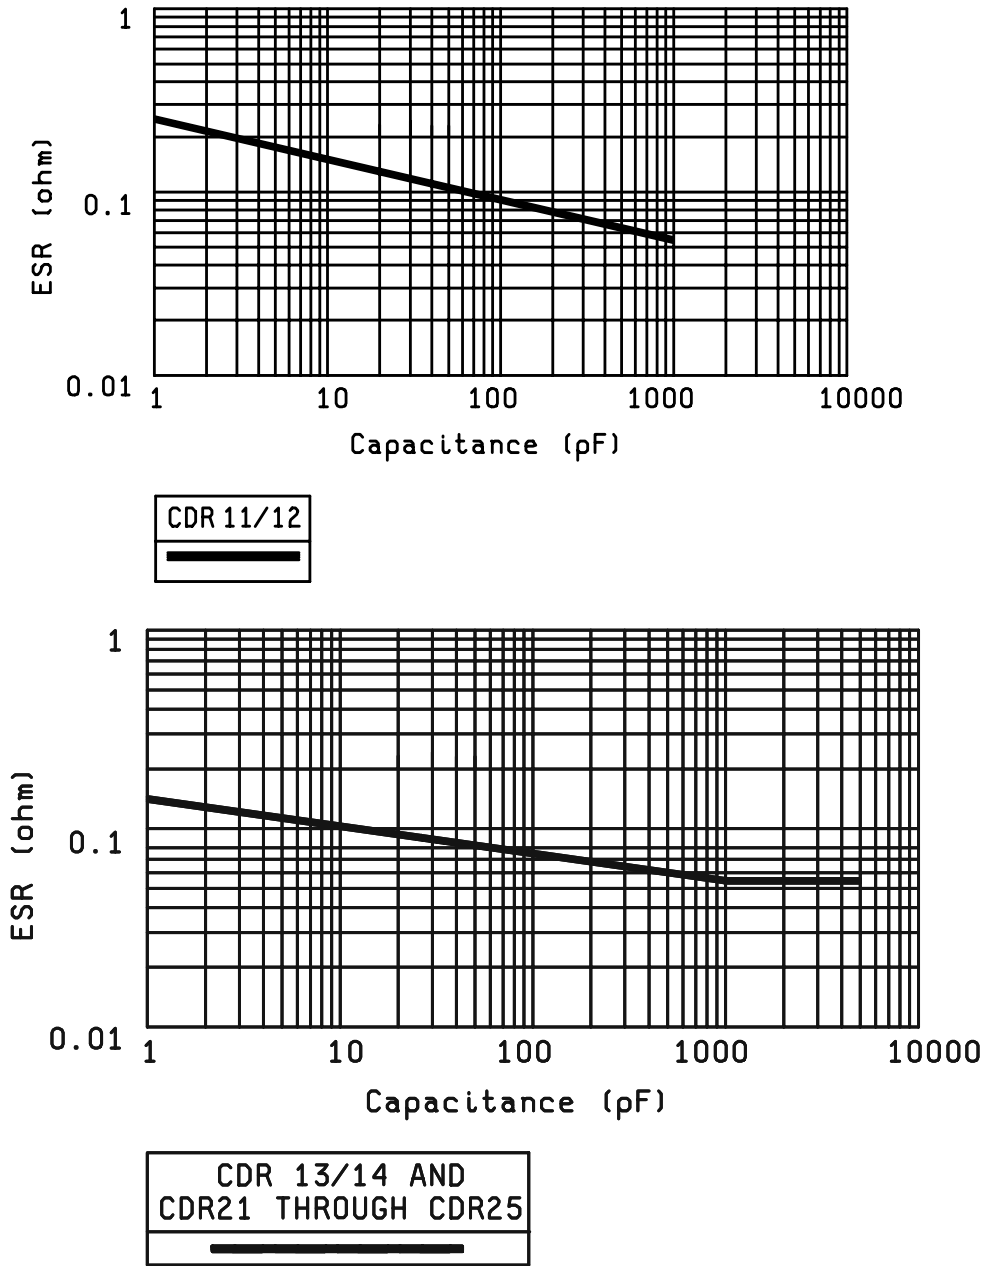 1
0.1
0.01
ESR (ohm)
1 10 100 1000 10000
Capacitance (pF)
CDR 11/12
1
0.1
0.01
ESR (ohm)
1 10 100 1000 10000
Capacitance (pF)
CDR 13/14 AND
CDR21 THROUGH CDR25